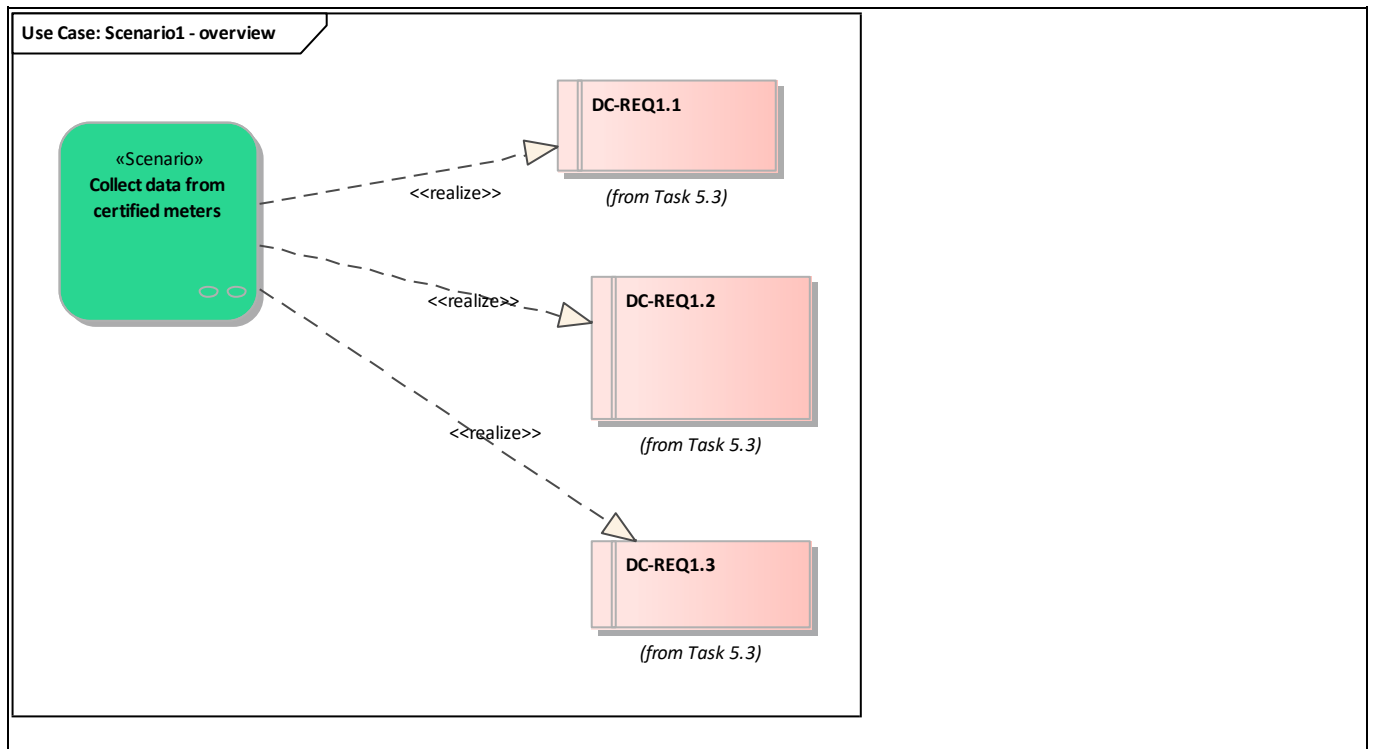 Use Case: Scenario1 - overview
«Scenario»
Collect data from
certified meters
DC-REQ1.1
(from Task 5.3)
<<realize>>
DC-REQ1.2
(from Task 5.3)
<<realize>>
DC-REQ1.3
(from Task 5.3)
<<realize>>